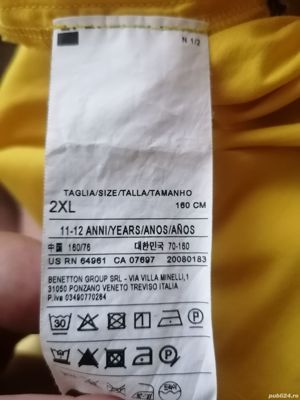 N 1/2
TAGLIA/SIZE/TALLA/TAMANHO
2XL 160 CM
11-12 ANNI/YEARS/ANOS/AÑOS
中国 160/76 대한민국 70-160
US RN 64961 CA 07697 20080183
BENETTON GROUP SRL - VIA VILLA MINELLI,1
31050 PONZANO VENETO TREVISO ITALIA
P.iva 03490770264
30
publi24.ro